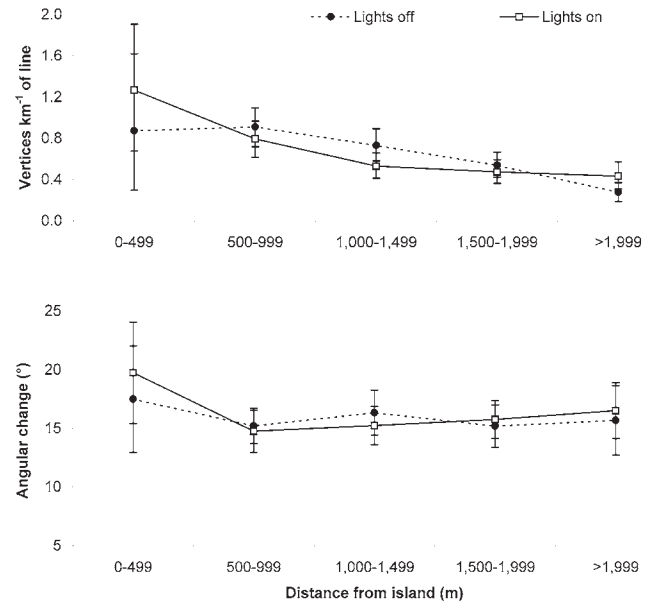 Lights off Lights on
2.0
1.6
1.2
0.8
0.4
0.0
Vertices km-1 of line
0-499 500-999 1,000-1,499 1,500-1,999 >1,999
25
20
15
10
5
Angular change (°)
0-499 500-999 1,000-1,499 1,500-1,999 >1,999
Distance from island (m)